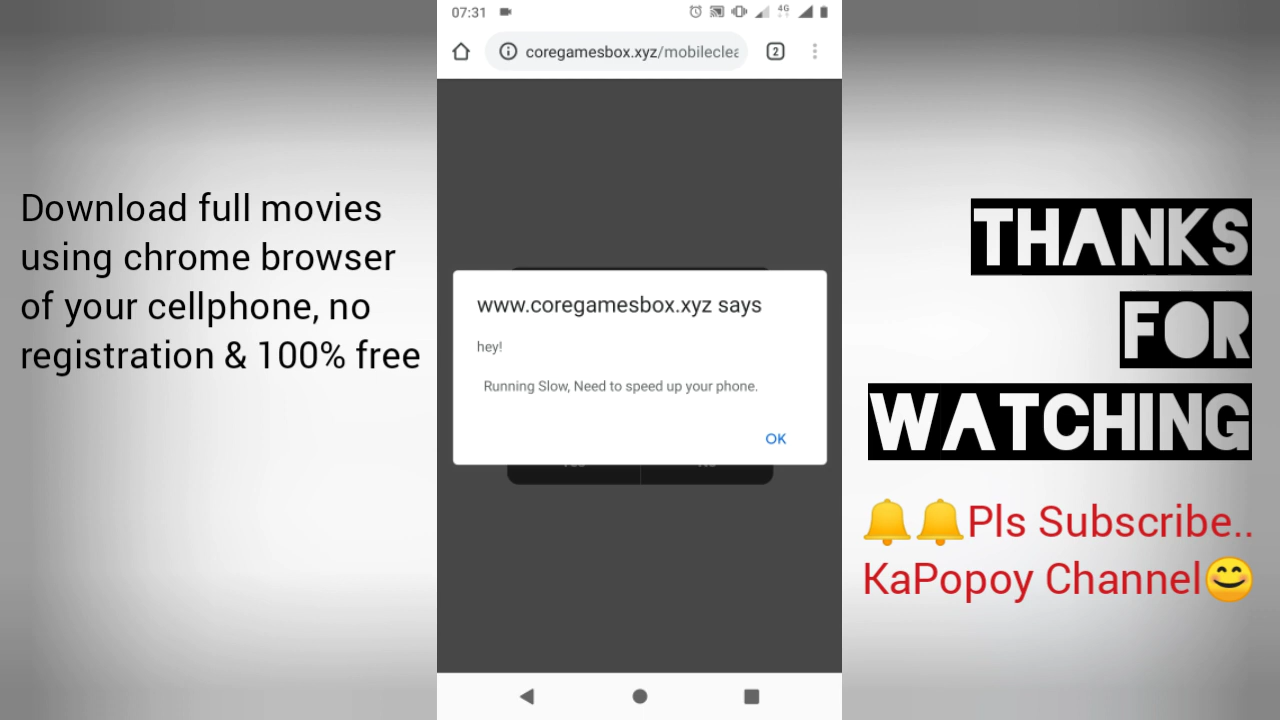 07:31
4G
coregamesbox.xyz/mobileclea
2
Download full movies
using chrome browser
of your cellphone, no
registration & 100% free
www.coregamesbox.xyz says
hey!
Running Slow, Need to speed up your phone.
OK
THANKS
FOR
WATCHING
🔔🔔Pls Subscribe..
KaPopoy Channel😊